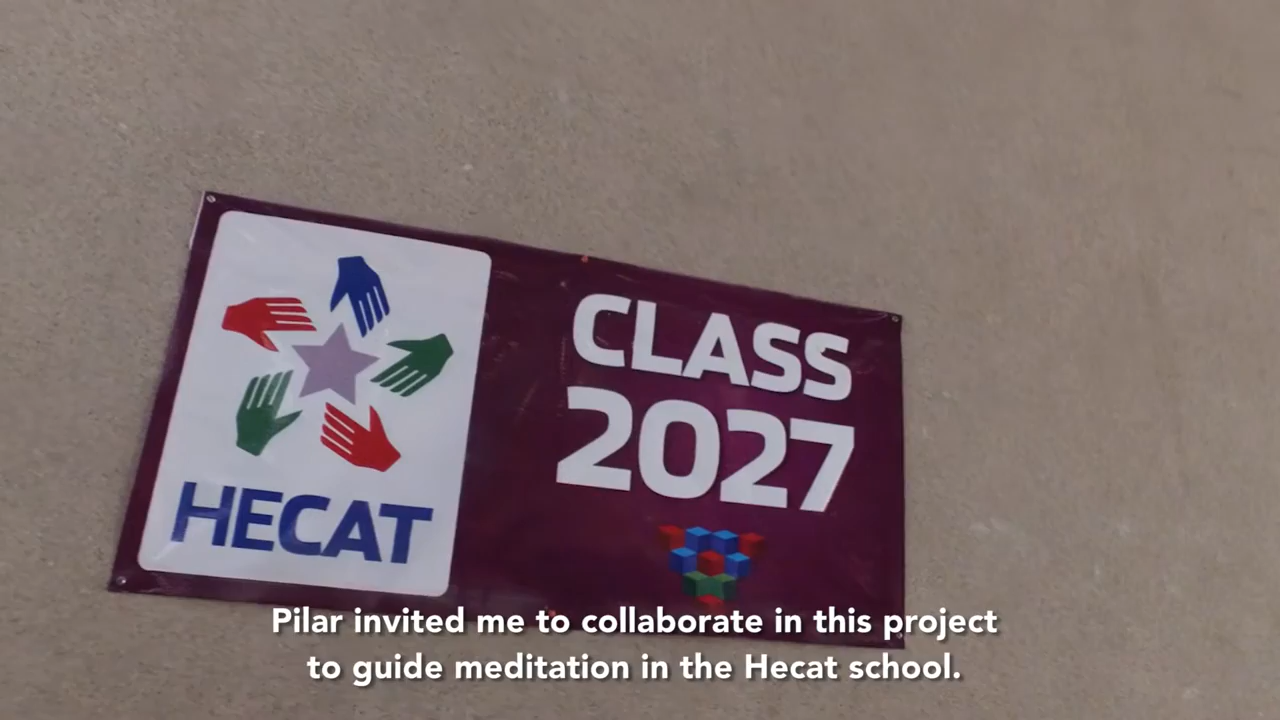 HECAT
CLASS
2027
Pilar invited me to collaborate in this project
to guide meditation in the Hecat school.